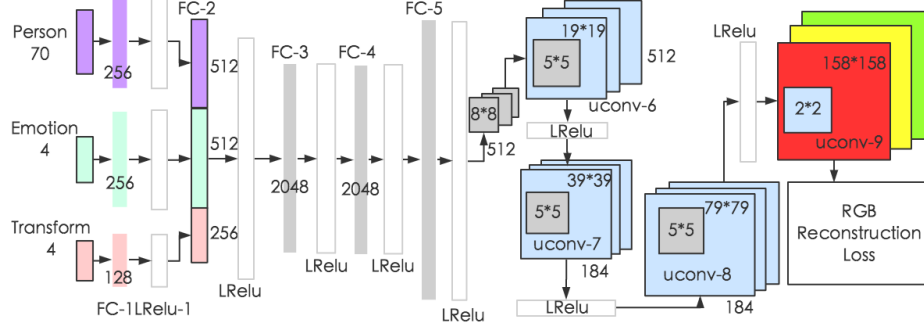 Person
70
256
FC-2
512
Emotion
4
256
512
Transform
4
128
256
FC-1
LRelu-1
LRelu
FC-3
2048
LRelu
FC-4
2048
LRelu
FC-5
LRelu
8*8
512
19*19
5*5
512
uconv-6
LRelu
39*39
5*5
uconv-7
184
LRelu
79*79
5*5
uconv-8
184
LRelu
158*158
2*2
uconv-9
RGB
Reconstruction
Loss